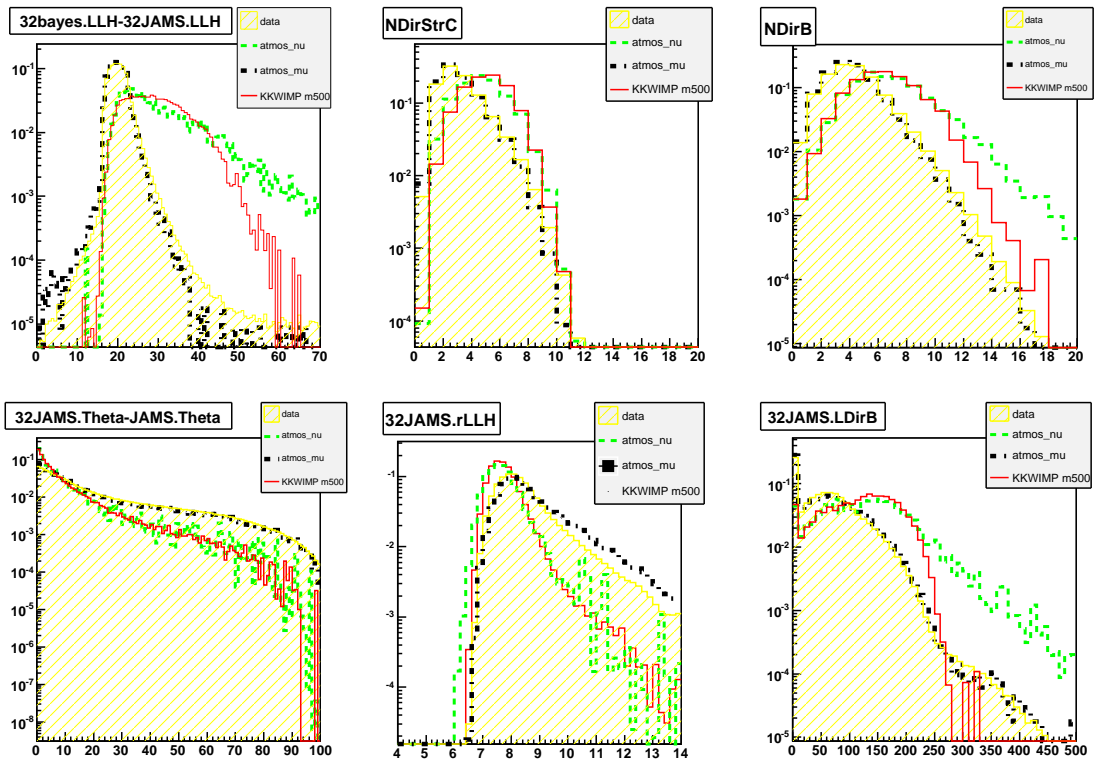 32bayes.LLH-32JAMS.LLH
data
atmos_nu
atmos_mu
KKWIMP m500
10⁻¹
10⁻²
10⁻³
10⁻⁴
10⁻⁵
0 10 20 30 40 50 60 70
NDirStrC
data
atmos_nu
atmos_mu
KKWIMP m500
10⁻¹
10⁻²
10⁻³
10⁻⁴
0 2 4 6 8 10 12 14 16 18 20
NDirB
data
atmos_nu
atmos_mu
KKWIMP m500
10⁻¹
10⁻²
10⁻³
10⁻⁴
10⁻⁵
0 2 4 6 8 10 12 14 16 18 20
32JAMS.Theta-JAMS.Theta
data
atmos_nu
atmos_mu
KKWIMP m500
10⁻¹
10⁻²
10⁻³
10⁻⁴
10⁻⁵
10⁻⁶
10⁻⁷
10⁻⁸
0 10 20 30 40 50 60 70 80 90 100
32JAMS.rLLH
data
atmos_nu
atmos_mu
KKWIMP m500
-1
-2
-3
-4
4 5 6 7 8 9 10 11 12 13 14
32JAMS.LDirB
data
atmos_nu
atmos_mu
KKWIMP m500
10⁻¹
10⁻²
10⁻³
10⁻⁴
10⁻⁵
0 50 100 150 200 250 300 350 400 450 500